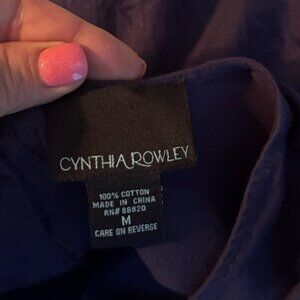 CYNTHIA ROWLEY
100% COTTON
MADE IN CHINA
RN# 88820
M
CARE ON REVERSE